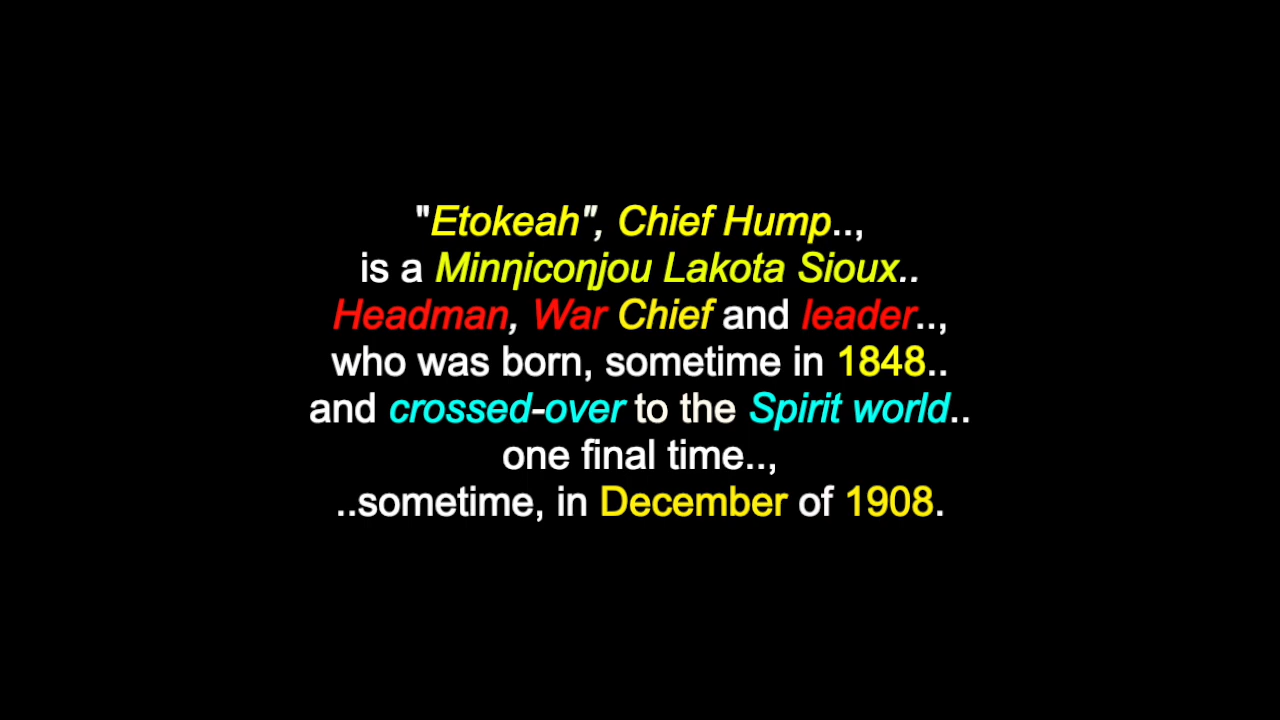 "Etokeah", Chief Hump..,
is a Minηiconjou Lakota Sioux..
Headman, War Chief and leader..,
who was born, sometime in 1848..
and crossed-over to the Spirit world..
one final time..,
..sometime, in December of 1908.